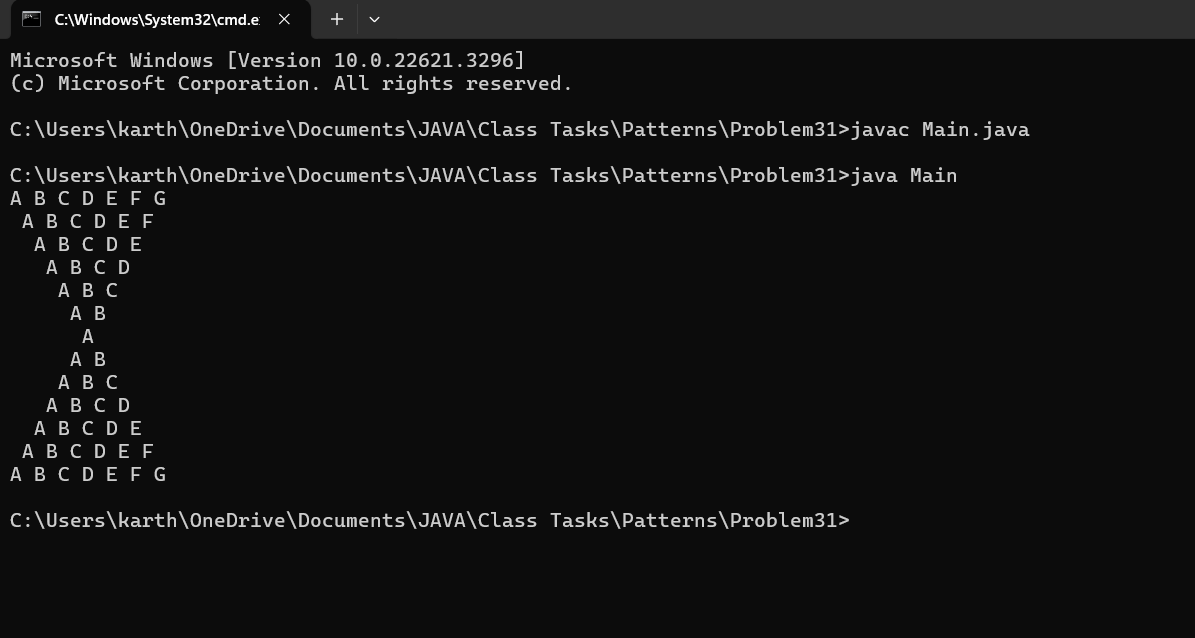 C:\Windows\System32\cmd.e
Microsoft Windows [Version 10.0.22621.3296]
(c) Microsoft Corporation. All rights reserved.
C:\Users\karth\OneDrive\Documents\JAVA\Class Tasks\Patterns\Problem31>javac Main.java
C:\Users\karth\OneDrive\Documents\JAVA\Class Tasks\Patterns\Problem31>java Main
A B C D E F G
 A B C D E F
  A B C D E
   A B C D
    A B C
     A B
      A
     A B
    A B C
   A B C D
  A B C D E
 A B C D E F
A B C D E F G
C:\Users\karth\OneDrive\Documents\JAVA\Class Tasks\Patterns\Problem31>